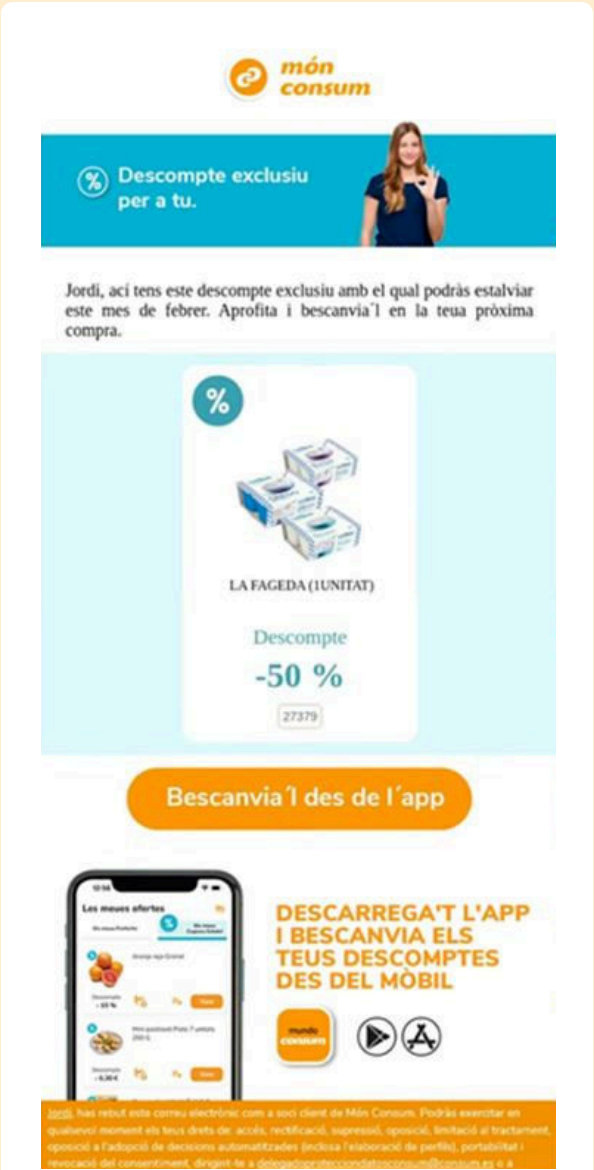 món
consum
Descompte exclusiu
per a tu.
Jordi, ací tens este descompte exclusiu amb el qual podràs estalviar
este mes de febrer. Aprofita i bescanvia´l en la teua pròxima
compra.
%
LA FAGEDA (1UNITAT)
Descompte
-50 %
27379
Bescanvia´l des de l´app
Les meues ofertes
%
DESCARREGA'T L'APP
I BESCANVIA ELS
TEUS DESCOMPTES
DES DEL MÒBIL
mundo
consum
Jordi, has rebut este correu electrònic com a soci client de Món Consum. Podràs exercitar en
qualsevol moment els teus drets de: accés, rectificació, supressió, oposició, limitació al tractament,
oposició a l'adopció de decisions automatitzades (inclosa l'elaboració de perfils), portabilitat i
revocació del consentiment, dirigint-te a delegadoprotecciondatosconsum@consum.es o a